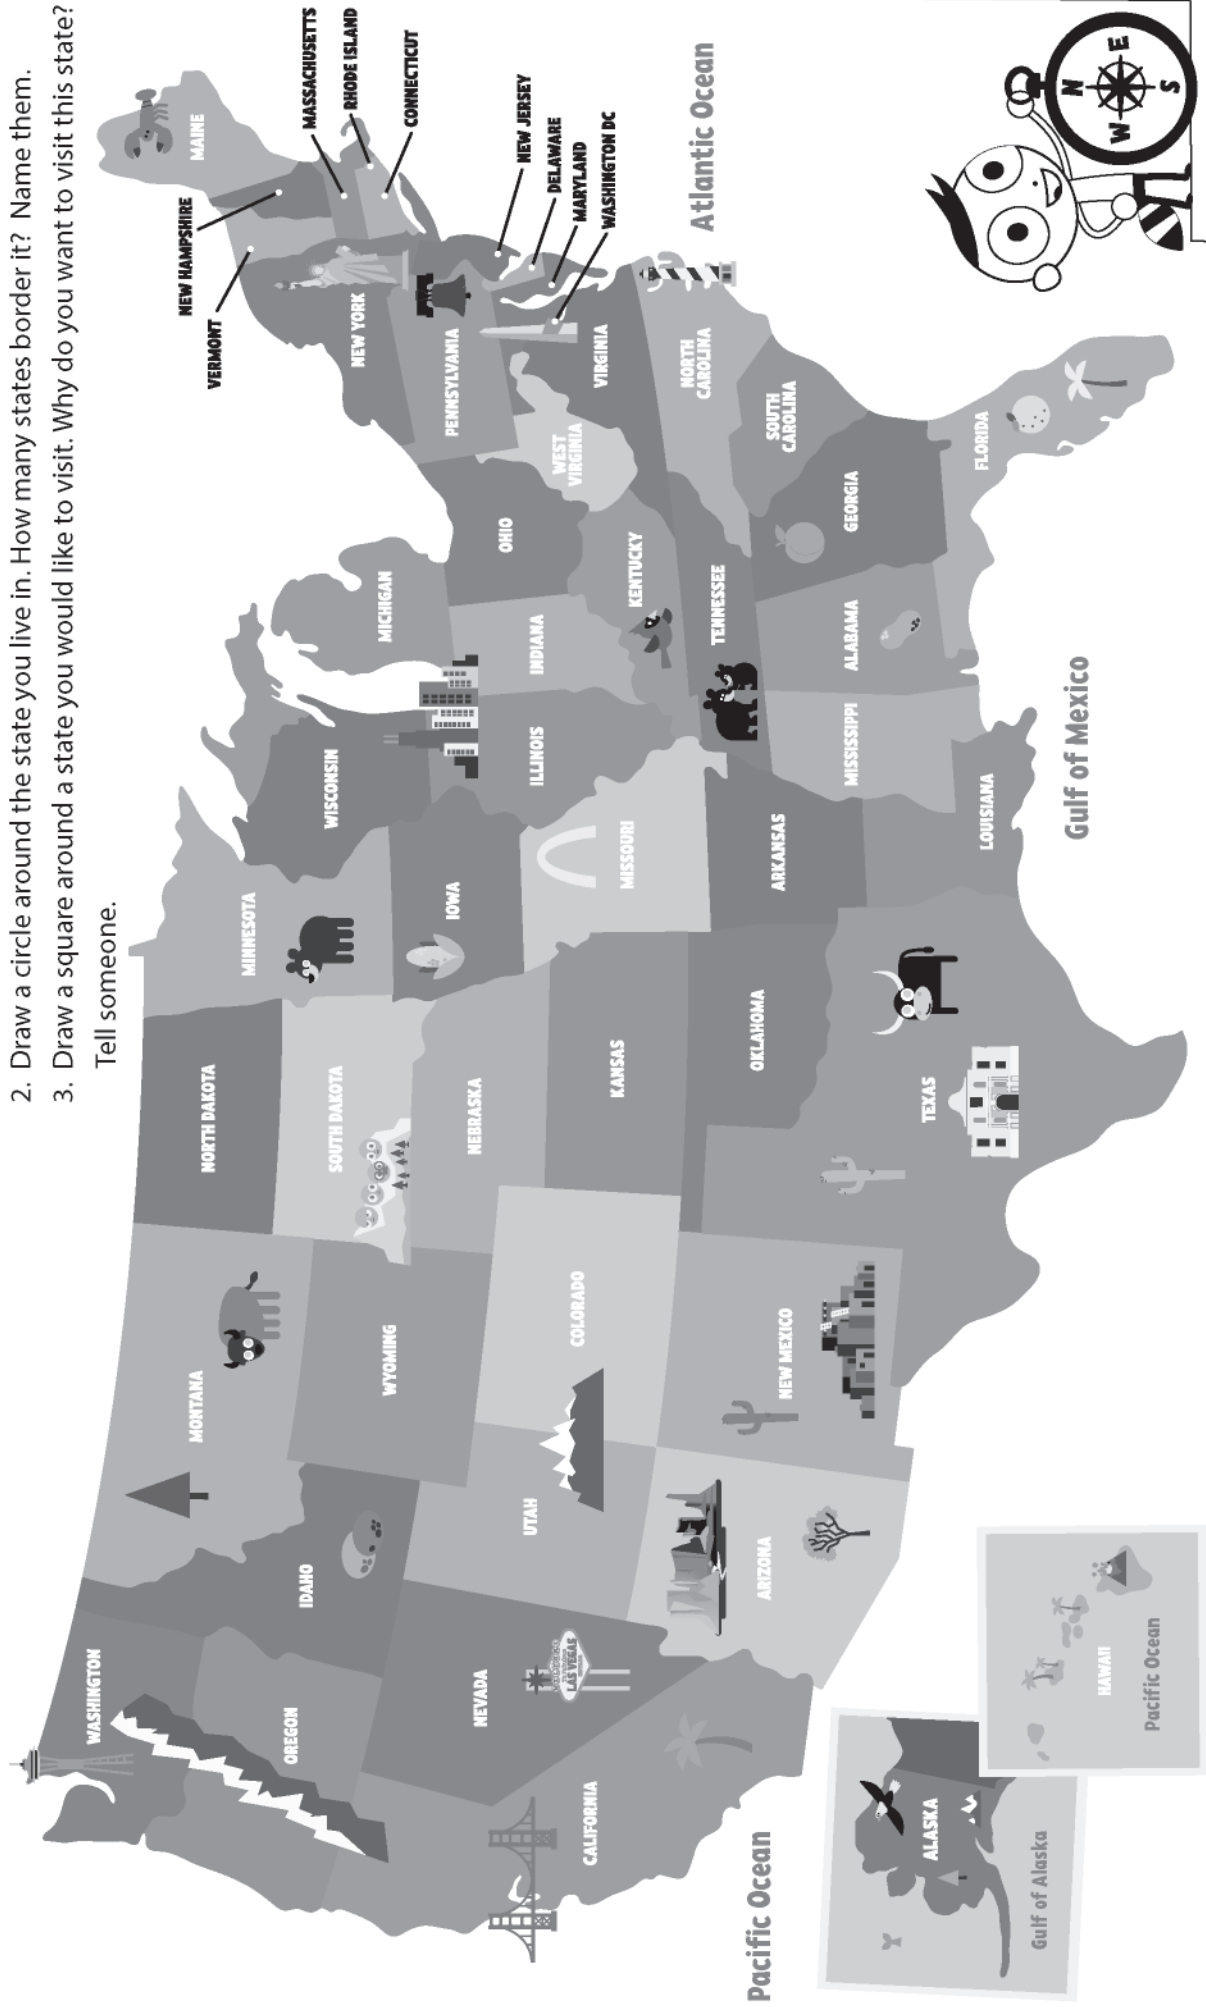 2. Draw a circle around the state you live in. How many states border it? Name them.
3. Draw a square around a state you would like to visit. Why do you want to visit this state?
Tell someone.
WASHINGTON
OREGON
CALIFORNIA
NEVADA
LAS VEGAS
IDAHO
MONTANA
WYOMING
UTAH
ARIZONA
COLORADO
NEW MEXICO
NORTH DAKOTA
SOUTH DAKOTA
NEBRASKA
KANSAS
OKLAHOMA
TEXAS
MINNESOTA
IOWA
MISSOURI
ARKANSAS
LOUISIANA
WISCONSIN
ILLINOIS
MICHIGAN
INDIANA
OHIO
KENTUCKY
TENNESSEE
MISSISSIPPI
ALABAMA
GEORGIA
FLORIDA
SOUTH
CAROLINA
NORTH
CAROLINA
VIRGINIA
WEST
VIRGINIA
PENNSYLVANIA
NEW YORK
VERMONT
NEW HAMPSHIRE
MAINE
MASSACHUSETTS
RHODE ISLAND
CONNECTICUT
NEW JERSEY
DELAWARE
MARYLAND
WASHINGTON DC
Atlantic Ocean
Gulf of Mexico
Pacific Ocean
ALASKA
Gulf of Alaska
HAWAII
Pacific Ocean
N
W E
S